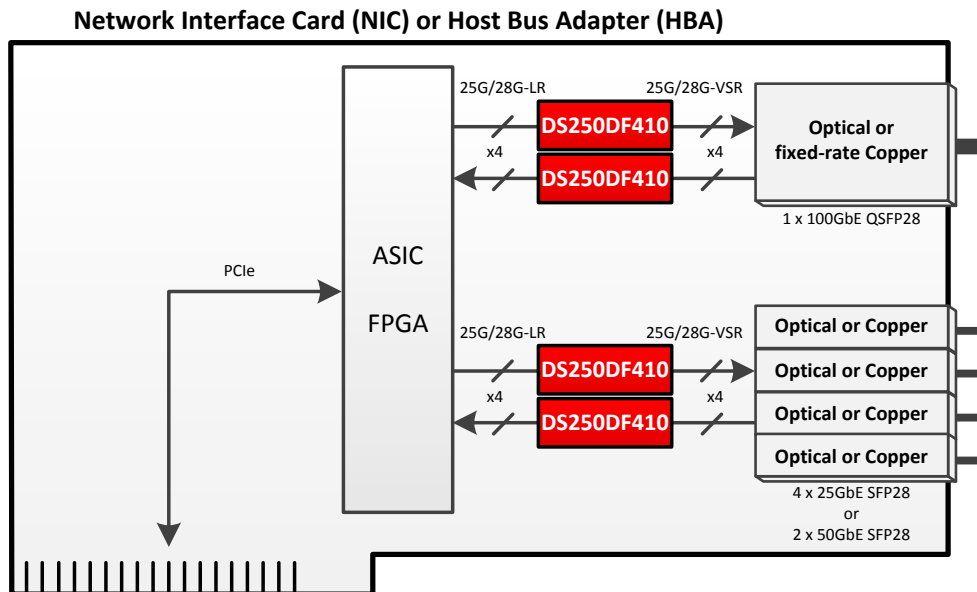 Network Interface Card (NIC) or Host Bus Adapter (HBA)
25G/28G-LR
25G/28G-VSR
DS250DF410
x4
x4
DS250DF410
Optical or
fixed-rate Copper
1 x 100GbE QSFP28
ASIC
FPGA
PCIe
25G/28G-LR
25G/28G-VSR
DS250DF410
x4
x4
DS250DF410
Optical or Copper
Optical or Copper
Optical or Copper
Optical or Copper
4 x 25GbE SFP28
or
2 x 50GbE SFP28